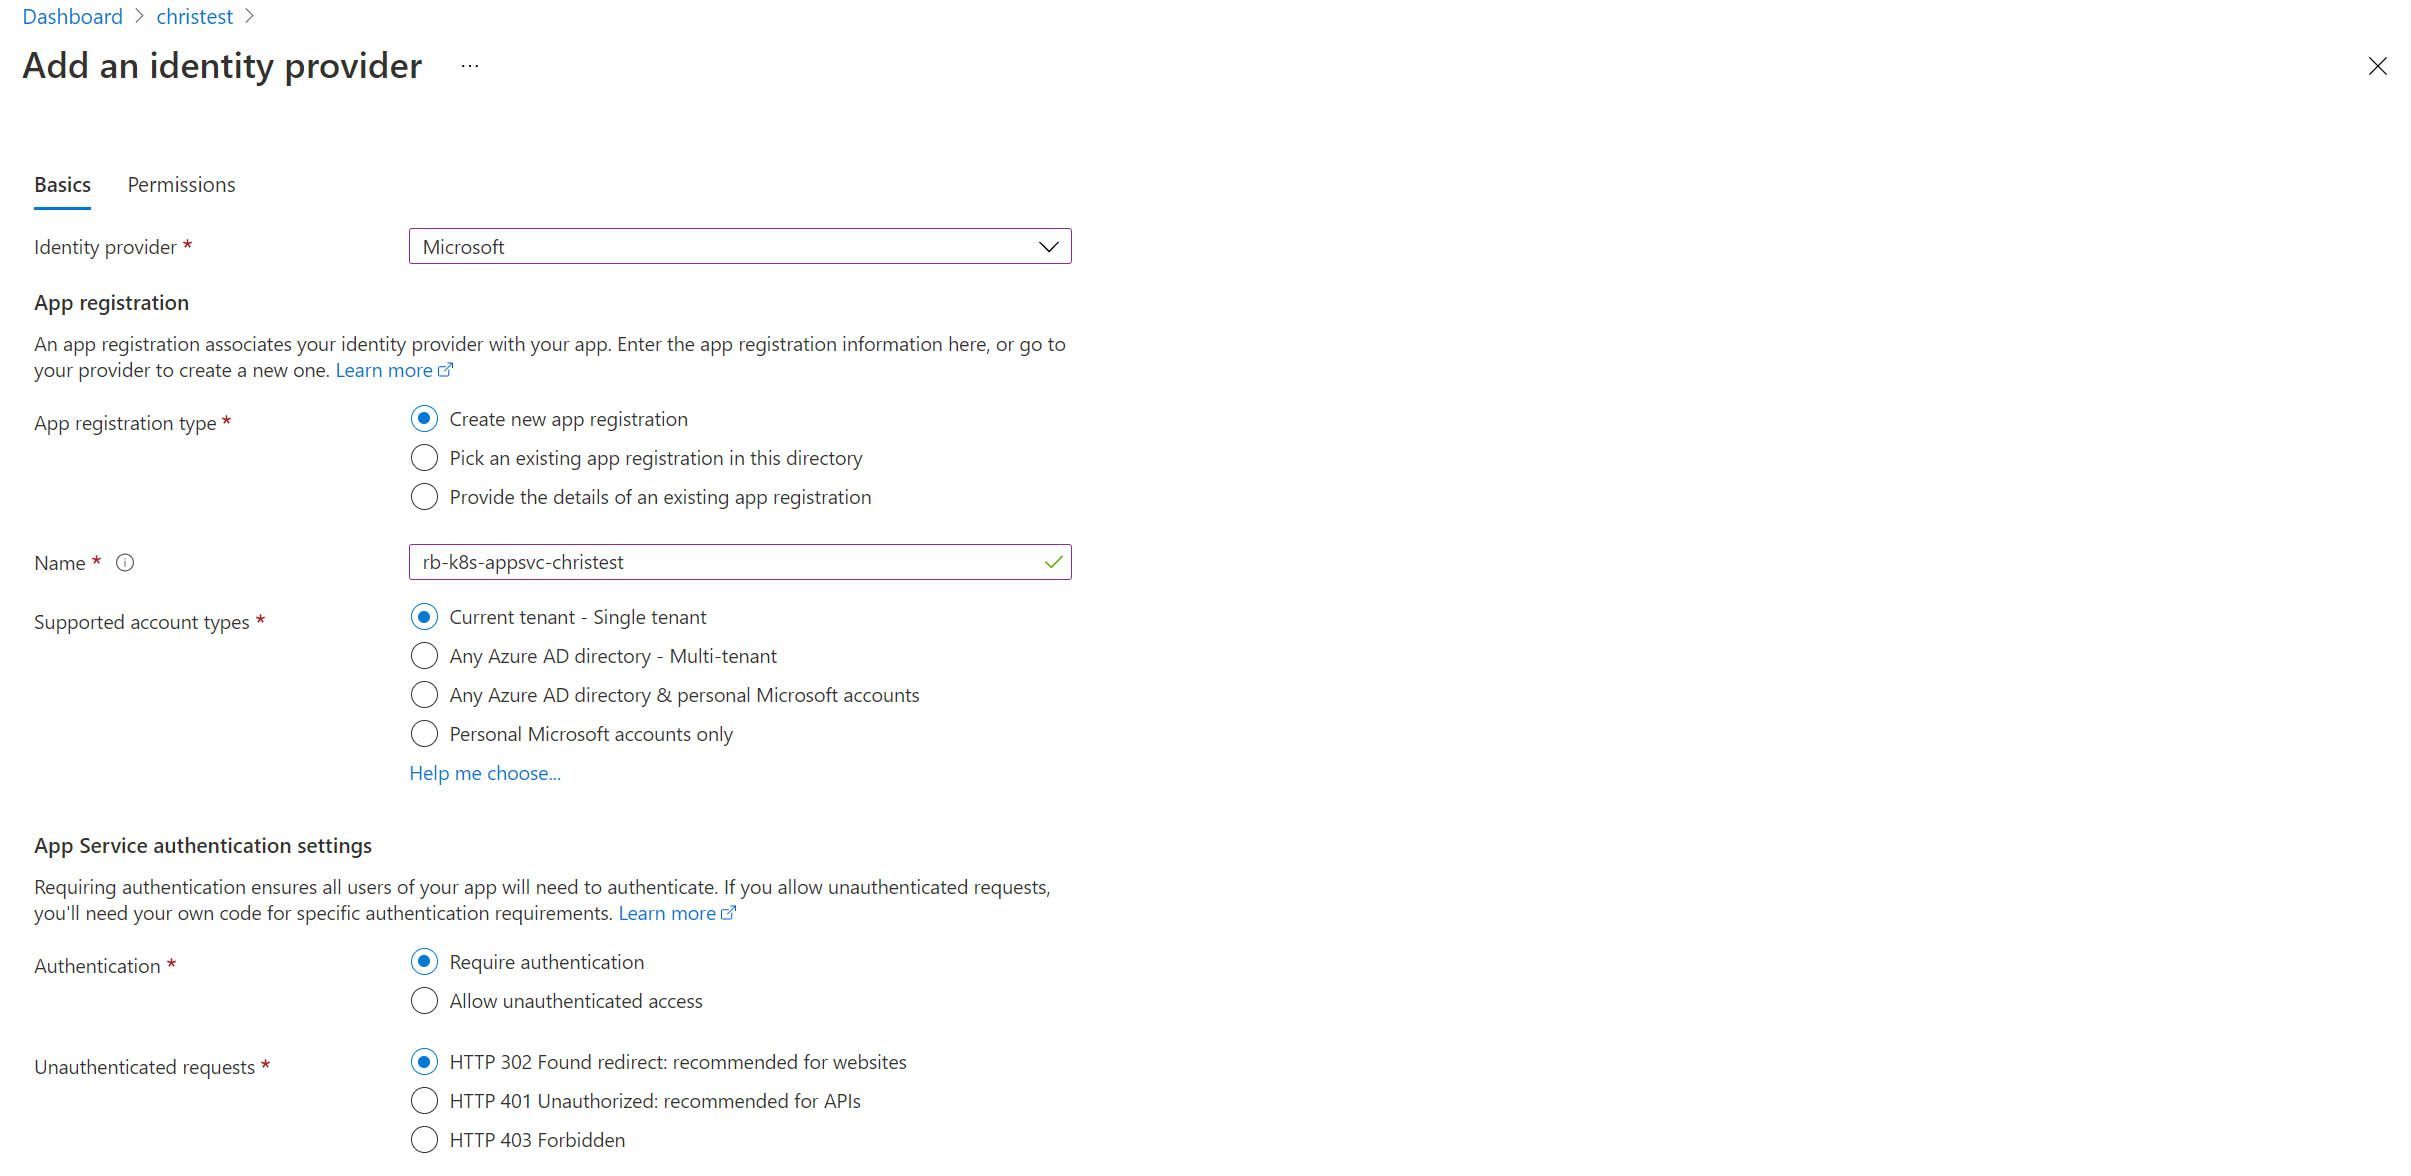 Dashboard > christest >
Add an identity provider ...
Basics Permissions
Identity provider * Microsoft
App registration
An app registration associates your identity provider with your app. Enter the app registration information here, or go to
your provider to create a new one. Learn more
App registration type *
Create new app registration
Pick an existing app registration in this directory
Provide the details of an existing app registration
Name * rb-k8s-appsvc-christest
Supported account types *
Current tenant - Single tenant
Any Azure AD directory - Multi-tenant
Any Azure AD directory & personal Microsoft accounts
Personal Microsoft accounts only
Help me choose...
App Service authentication settings
Requiring authentication ensures all users of your app will need to authenticate. If you allow unauthenticated requests,
you'll need your own code for specific authentication requirements. Learn more
Authentication *
Require authentication
Allow unauthenticated access
Unauthenticated requests *
HTTP 302 Found redirect: recommended for websites
HTTP 401 Unauthorized: recommended for APIs
HTTP 403 Forbidden